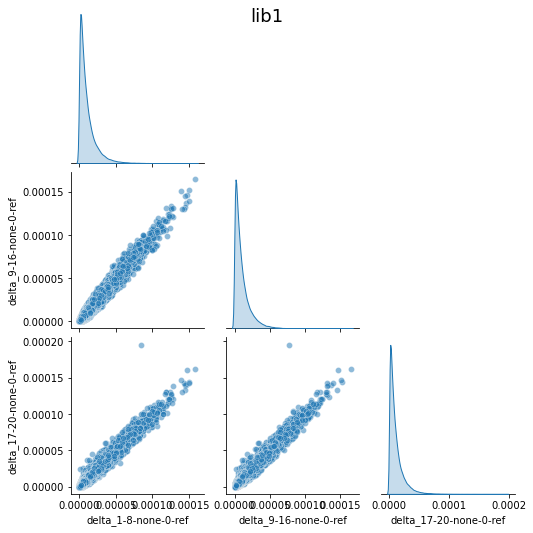 lib1
0.00015
0.00010
0.00005
0.00000
delta_9-16-none-0-ref
0.00020
0.00015
0.00010
0.00005
0.00000
delta_17-20-none-0-ref
0.00000 0.00005 0.00010 0.00015
delta_1-8-none-0-ref
0.00000 0.00005 0.00010 0.00015
delta_9-16-none-0-ref
0.0000 0.0001 0.0002
delta_17-20-none-0-ref